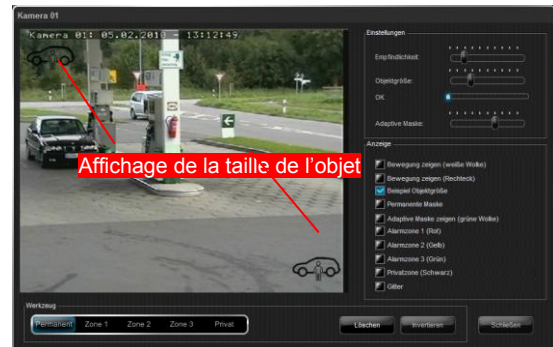 Kamera 01
Kamera 01: 05.02.2010 - 13:12:49
Affichage de la taille de l'objet
Einstellungen
Empfindlichkeit:
Objektgröße:
OK
Adaptive Maske:
Anzeige
Bewegung zeigen (weiße Wolke)
Bewegung zeigen (Rechteck)
Beispiel Objektgröße
Permanente Maske
Adaptive Maske zeigen (grüne Wolke)
Alarmzone 1 (Rot)
Alarmzone 2 (Gelb)
Alarmzone 3 (Grün)
Privatzone (Schwarz)
Gitter
Werkzeug
Permanent Zone 1 Zone 2 Zone 3 Privat
Löschen Invertieren Schließen